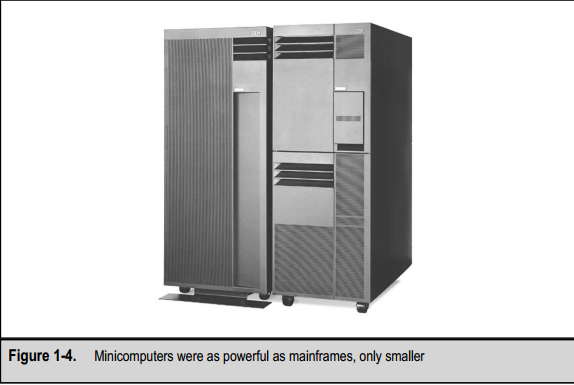 Figure 1-4. Minicomputers were as powerful as mainframes, only smaller